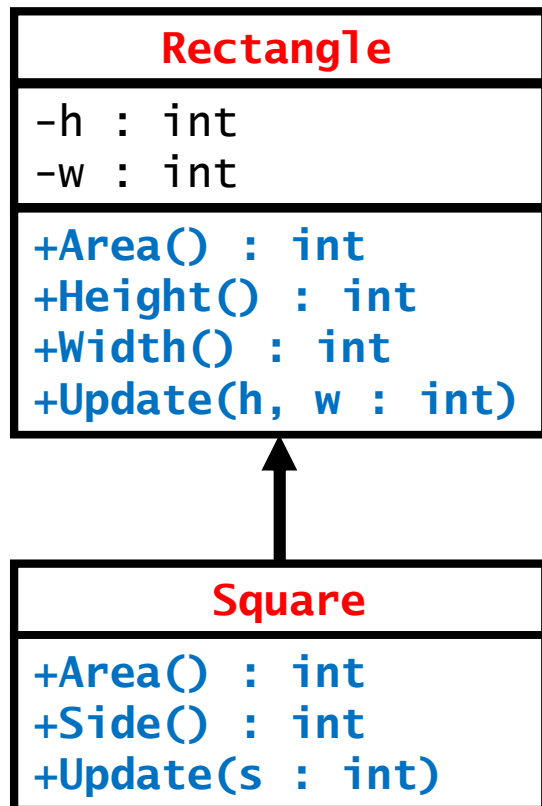 Rectangle
-h : int
-w : int
+Area() : int
+Height() : int
+Width() : int
+Update(h, w : int)
Square
+Area() : int
+Side() : int
+Update(s : int)